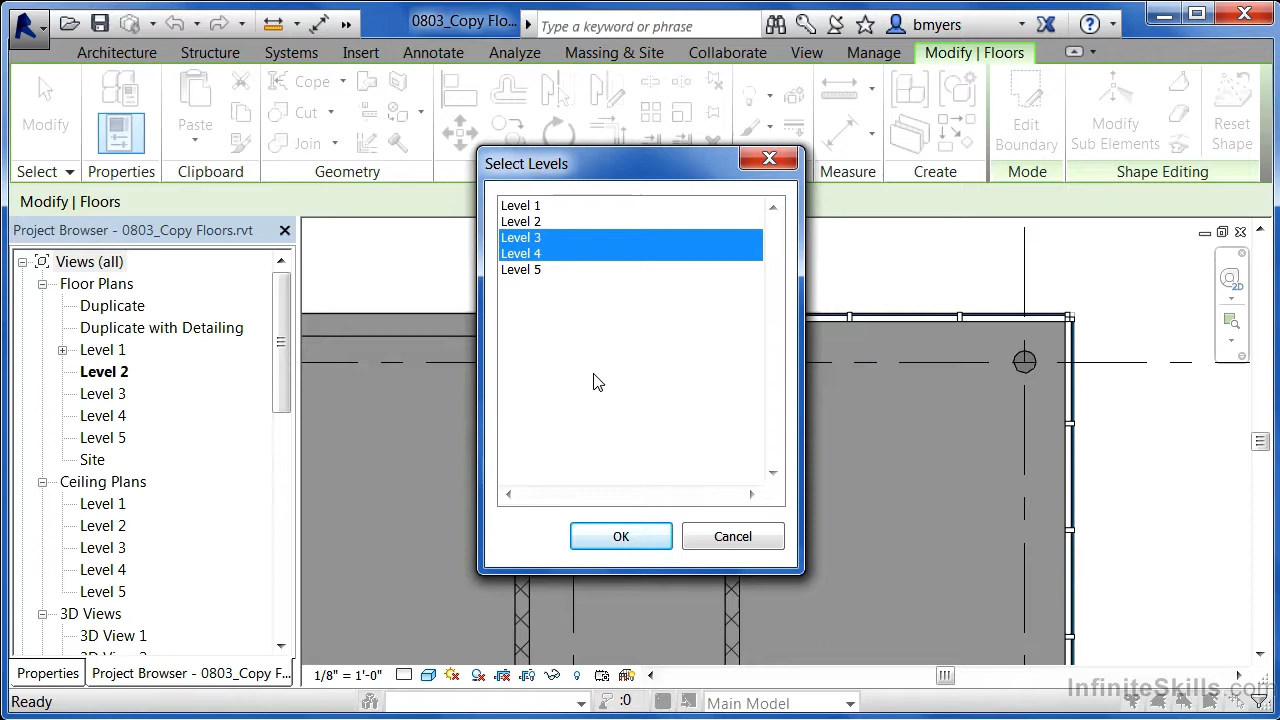 0803_Copy Flo...
Type a keyword or phrase
bmyers
Architecture Structure Systems Insert Annotate Analyze Massing & Site Collaborate View Manage Modify | Floors
Modify
Paste
Cope
Cut
Join
Edit
Boundary
Modify
Sub Elements
Reset
Shape
Select Properties Clipboard Geometry Measure Create Mode Shape Editing
Modify | Floors
Project Browser - 0803_Copy Floors.rvt
Views (all)
Floor Plans
Duplicate
Duplicate with Detailing
Level 1
Level 2
Level 3
Level 4
Level 5
Site
Ceiling Plans
Level 1
Level 2
Level 3
Level 4
Level 5
3D Views
3D View 1
Properties Project Browser - 0803_Copy F...
Select Levels
Level 1
Level 2
Level 3
Level 4
Level 5
OK Cancel
2D
1/8" = 1'-0"
Ready
:0
Main Model
InfiniteSkills.com